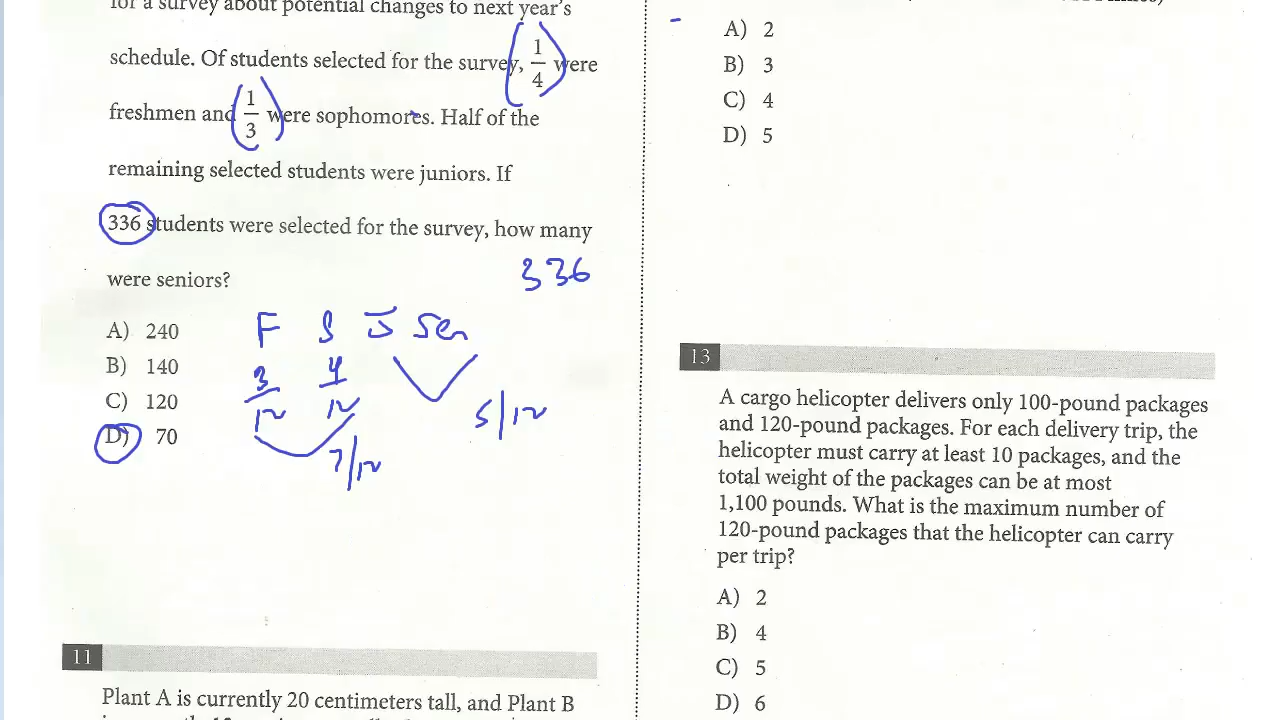 for a survey about potential changes to next year's
schedule. Of students selected for the survey, 1/4 were
freshmen and 1/3 were sophomores. Half of the
remaining selected students were juniors. If
336 students were selected for the survey, how many
were seniors?
336
A) 240
B) 140
C) 120
D) 70
F S J Sen
3/12 4/12
5/12
7/12
11
Plant A is currently 20 centimeters tall, and Plant B
A) 2
B) 3
C) 4
D) 5
13
A cargo helicopter delivers only 100-pound packages
and 120-pound packages. For each delivery trip, the
helicopter must carry at least 10 packages, and the
total weight of the packages can be at most
1,100 pounds. What is the maximum number of
120-pound packages that the helicopter can carry
per trip?
A) 2
B) 4
C) 5
D) 6